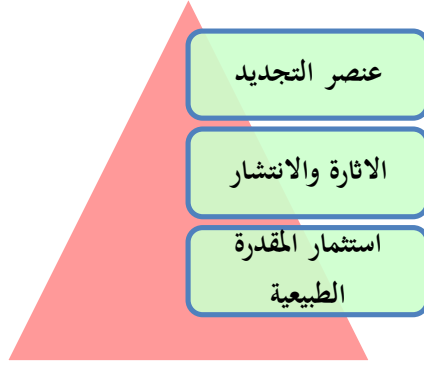 عنصر التجديد
الاثارة والانتشار
استثمار المقدرة
الطبيعية